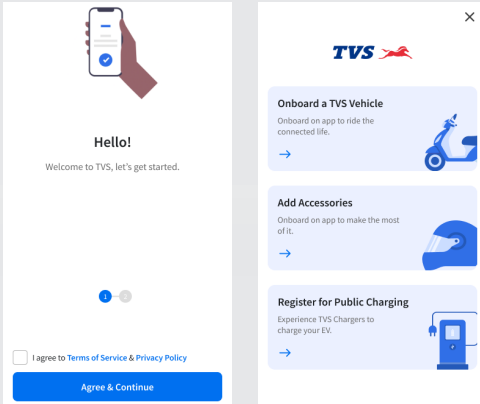 Hello!
Welcome to TVS, let's get started.
1
2
I agree to Terms of Service & Privacy Policy
Agree & Continue
TVS
Onboard a TVS Vehicle
Onboard on app to ride the
connected life.
Add Accessories
Onboard on app to make the most
of it.
Register for Public Charging
Experience TVS Chargers to
charge your EV.